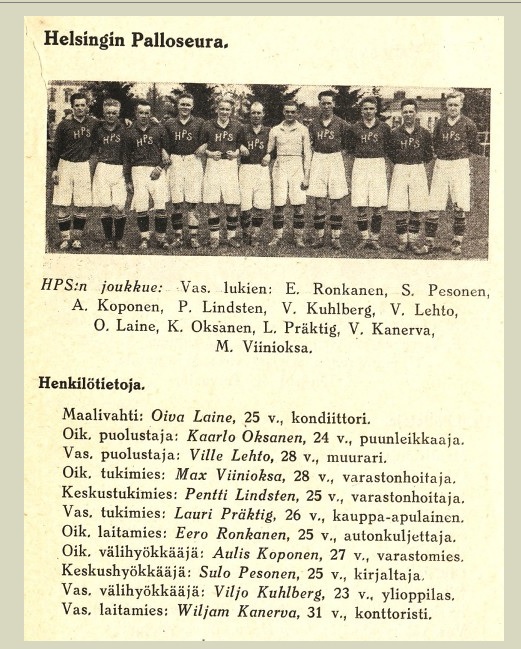 Helsingin Palloseura.
HPS HPS HPS HPS HPS HPS HPS HPS HPS HPS
HPS:n joukkue: Vas. lukien: E. Ronkanen, S. Pesonen,
A. Koponen, P. Lindsten, V. Kuhlberg, V. Lehto,
O. Laine, K. Oksanen, L. Präktig, V. Kanerva,
M. Viinioksa.
Henkilötietoja.
Maalivahti: Oiva Laine, 25 v., kondiittori.
Oik. puolustaja: Kaarlo Oksanen, 24 v., puunleikkaaja.
Vas. puolustaja: Ville Lehto, 28 v., muurari.
Oik. tukimies: Max Viinioksa, 28 v., varastonhoitaja.
Keskustukimies: Pentti Lindsten, 25 v., varastonhoitaja.
Vas. tukimies: Lauri Präktig, 26 v., kauppa-apulainen.
Oik. laitamies: Eero Ronkanen, 25 v., autonkuljettaja.
Oik. välihyökkääjä: Aulis Koponen, 27 v., varastomies.
Keskushyökkääjä: Sulo Pesonen, 25 v., kirjaltaja.
Vas. välihyökkääjä: Viljo Kuhlberg, 23 v., ylioppilas.
Vas. laitamies: Wiljam Kanerva, 31 v., konttoristi.